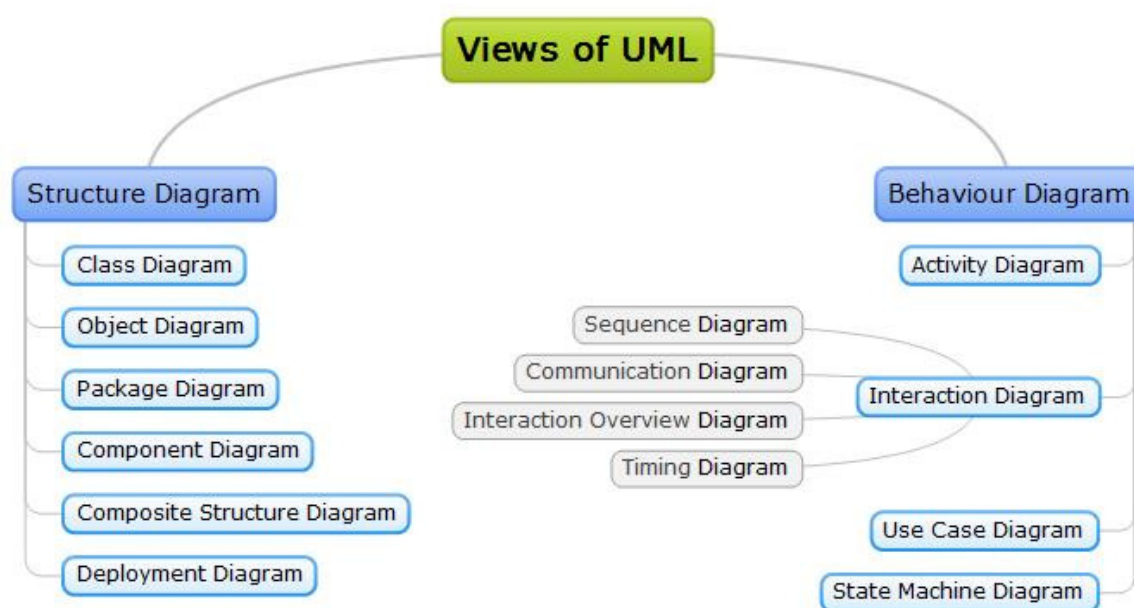 Views of UML
Structure Diagram
Class Diagram
Object Diagram
Package Diagram
Component Diagram
Composite Structure Diagram
Deployment Diagram
Behaviour Diagram
Activity Diagram
Interaction Diagram
Sequence Diagram
Communication Diagram
Interaction Overview Diagram
Timing Diagram
Use Case Diagram
State Machine Diagram